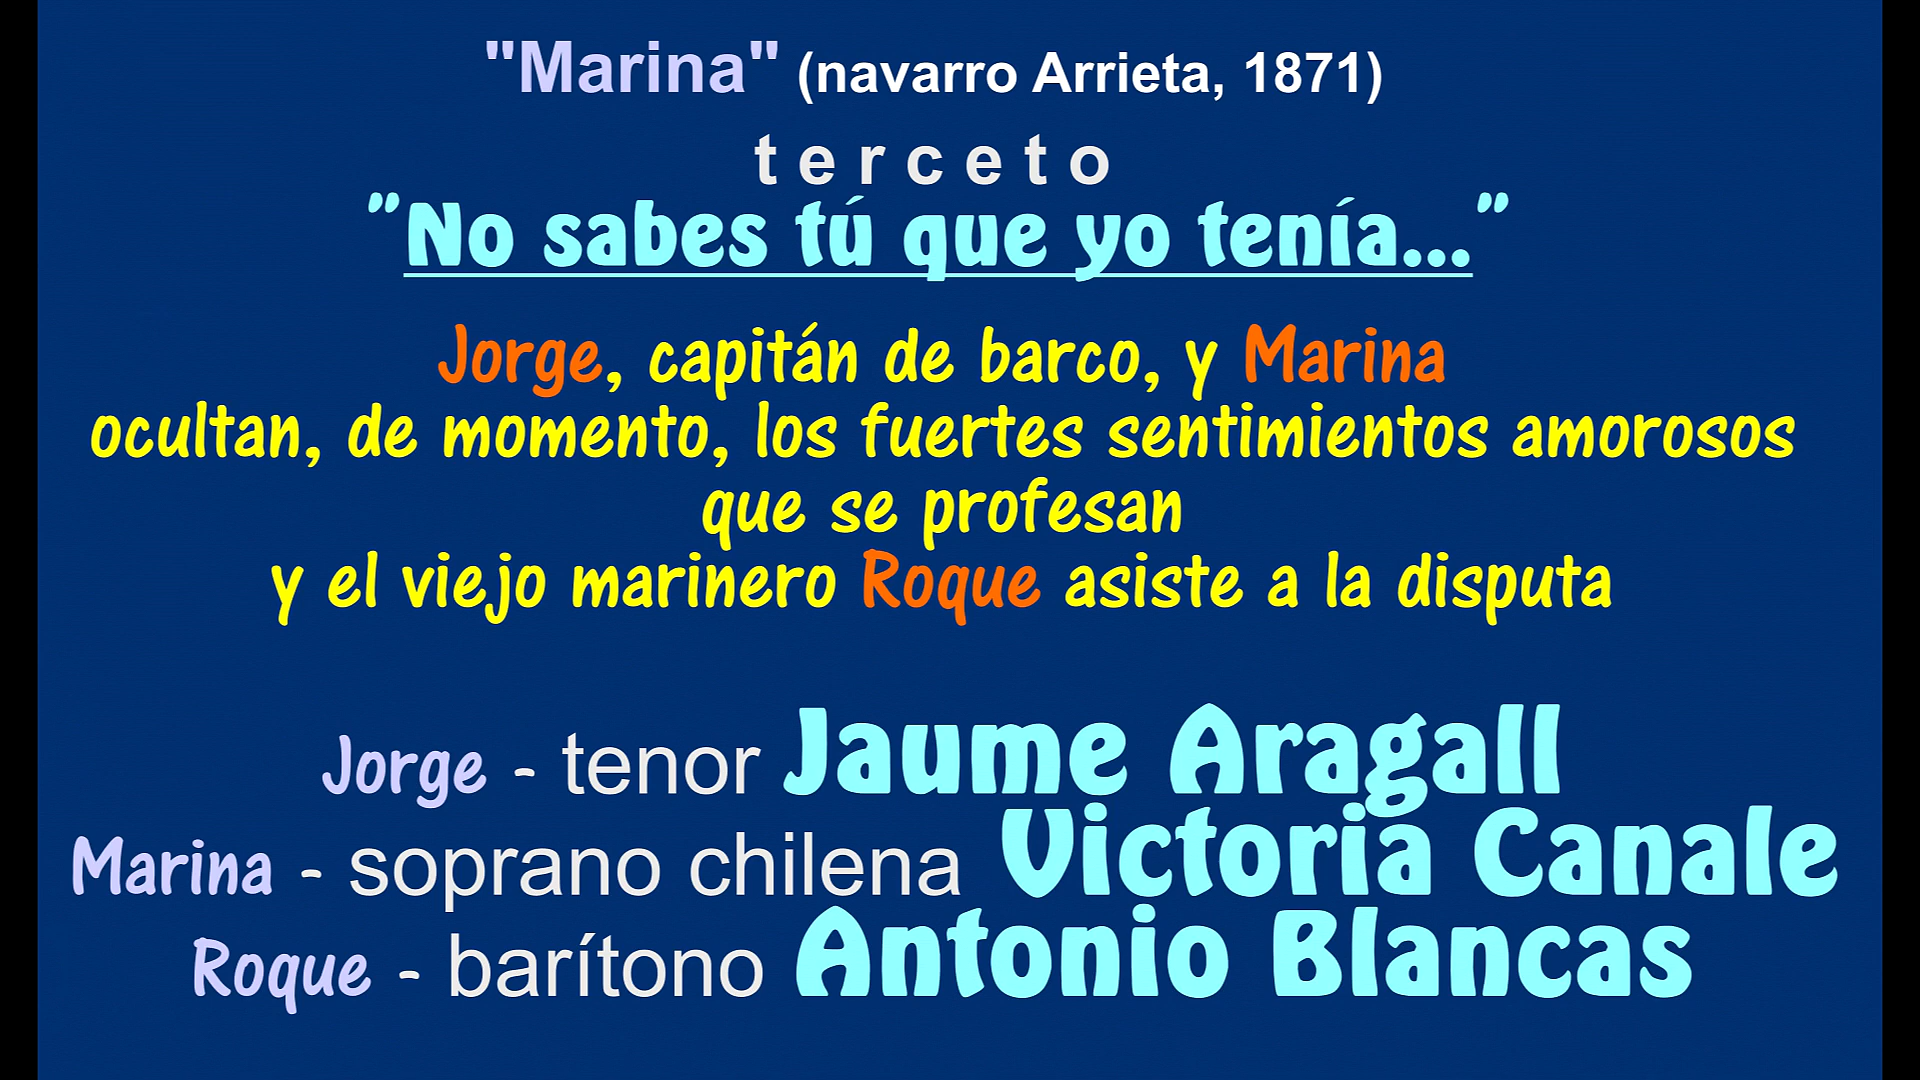 "Marina" (navarro Arrieta, 1871)
terceto
"No sabes tú que yo tenía..."
Jorge, capitán de barco, y Marina
ocultan, de momento, los fuertes sentimientos amorosos
que se profesan
y el viejo marinero Roque asiste a la disputa
Jorge - tenor Jaume Aragall
Marina - soprano chilena Victoria Canale
Roque - barítono Antonio Blancas